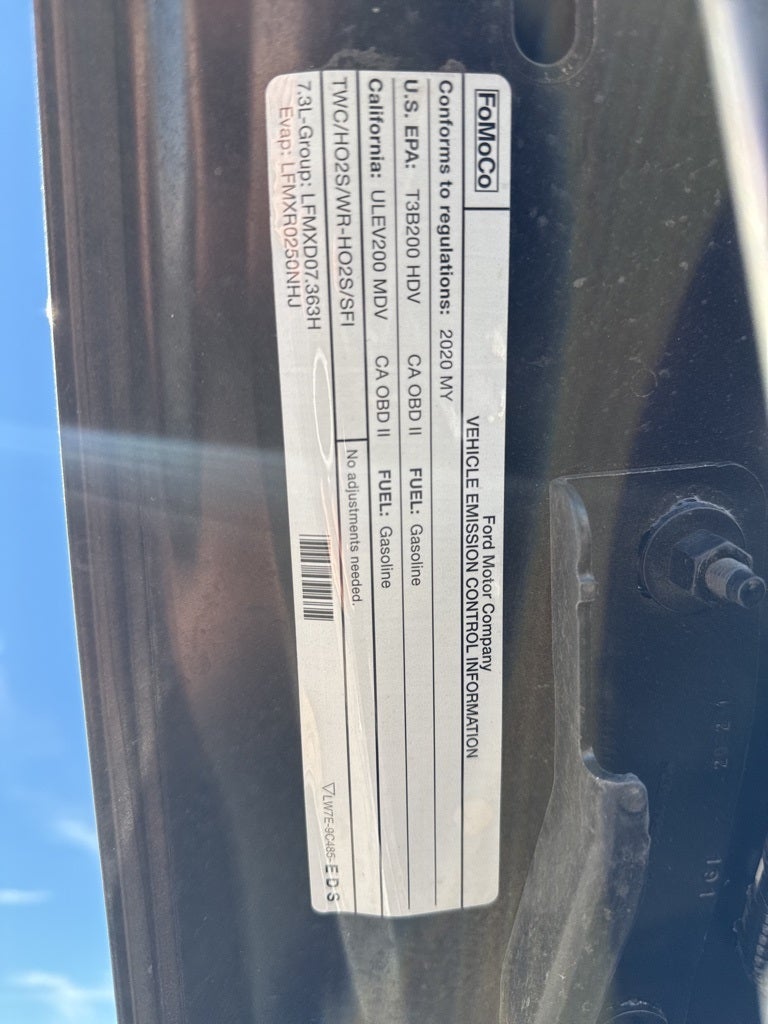 FoMoCo
Ford Motor Company
VEHICLE EMISSION CONTROL INFORMATION
Conforms to regulations: 2020 MY
U.S. EPA: T3B200 HDV CA OBD II FUEL: Gasoline
California: ULEV200 MDV CA OBD II FUEL: Gasoline
TWC/HO2S/WR-HO2S/SFI
No adjustments needed.
7.3L-Group: LFMXD07.363H
Evap: LFMXR0250NHJ
LW7E-9C485- E D S
191